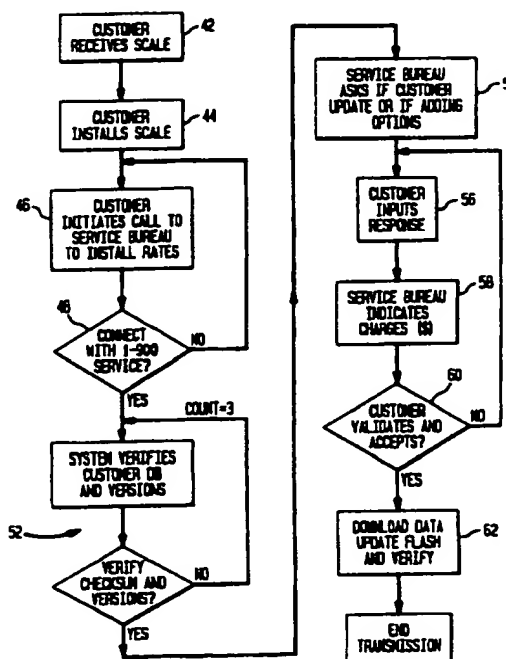 CUSTOMER
RECEIVES SCALE
42
CUSTOMER
INSTALLS SCALE
44
46
CUSTOMER
INITIATES CALL TO
SERVICE BUREAU
TO INSTALL RATES
48
CONNECT
WITH 1-900
SERVICE?
NO
YES
COUNT=3
SYSTEM VERIFIES
CUSTOMER DB
AND VERSIONS
52
VERIFY
CHECKSUM AND
VERSIONS?
NO
YES
SERVICE BUREAU
ASKS IF CUSTOMER
UPDATE OR IF ADDING
OPTIONS
5
CUSTOMER
INPUTS
RESPONSE
56
SERVICE BUREAU
INDICATES
CHARGES ($)
58
60
CUSTOMER
VALIDATES AND
ACCEPTS?
NO
YES
DOWNLOAD DATA
UPDATE FLASH
AND VERIFY
62
END
TRANSMISSION